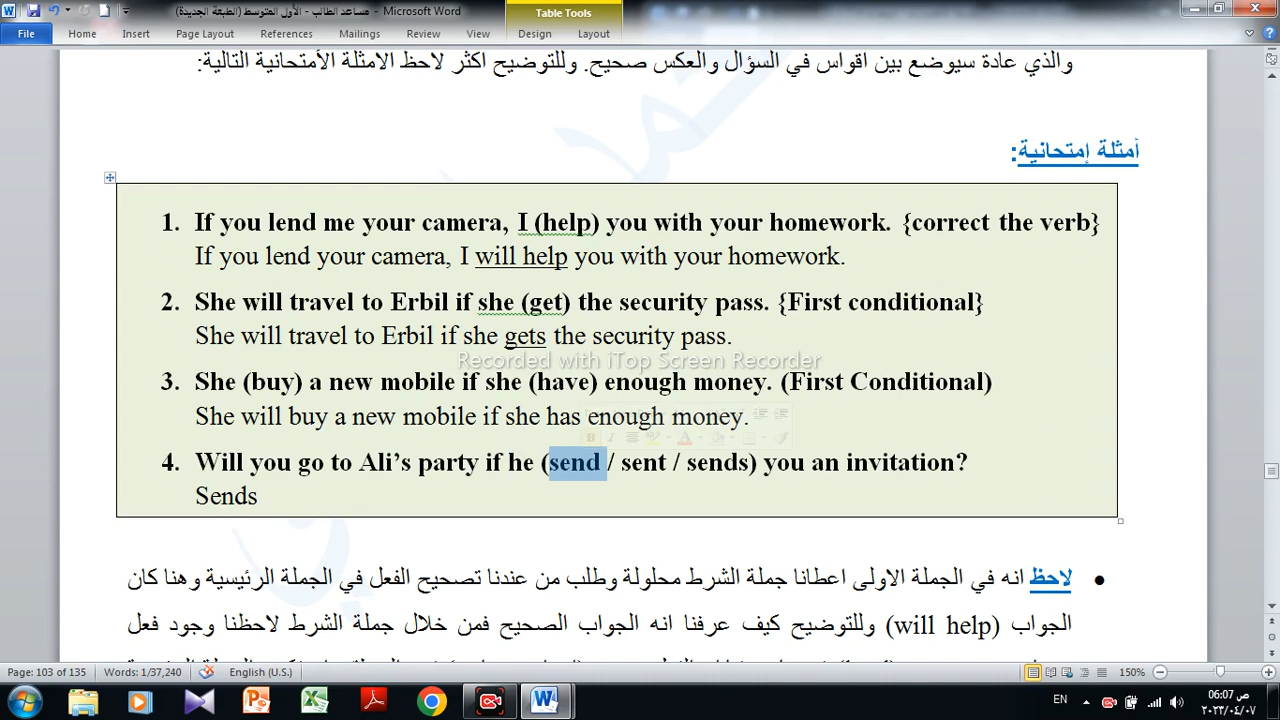 مساعد الطالب - الأول المتوسط (الطبعة الجديدة) - Microsoft Word
Table Tools
File Home Insert Page Layout References Mailings Review View Design Layout
والذي عادة سيوضع بين اقواس في السؤال والعكس صحيح. وللتوضيح اكثر لاحظ الامثلة الأمتحانية التالية:
أمثلة إمتحانية:
1. If you lend me your camera, I (help) you with your homework. {correct the verb}
If you lend your camera, I will help you with your homework.
2. She will travel to Erbil if she (get) the security pass. {First conditional}
She will travel to Erbil if she gets the security pass.
Recorded with iTop Screen Recorder
3. She (buy) a new mobile if she (have) enough money. (First Conditional)
She will buy a new mobile if she has enough money.
4. Will you go to Ali's party if he (send / sent / sends) you an invitation?
Sends
• لاحظ انه في الجملة الاولى اعطانا جملة الشرط محلولة وطلب من عندنا تصحيح الفعل في الجملة الرئيسية وهنا كان
الجواب (will help) وللتوضيح كيف عرفنا انه الجواب الصحيح فمن خلال جملة الشرط لاحظنا وجود فعل
Page: 103 of 135 Words: 1/37,240 English (U.S.) 150%
EN 06:07 ص
٢٠٢٣/٠٤/٠٧